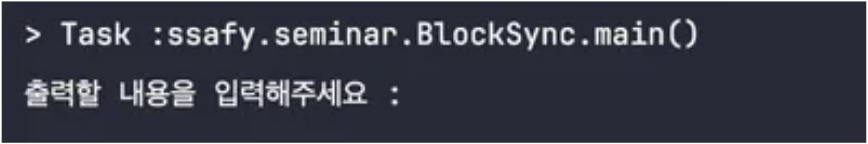 > Task :ssafy.seminar.BlockSync.main()
출력할 내용을 입력해주세요 :